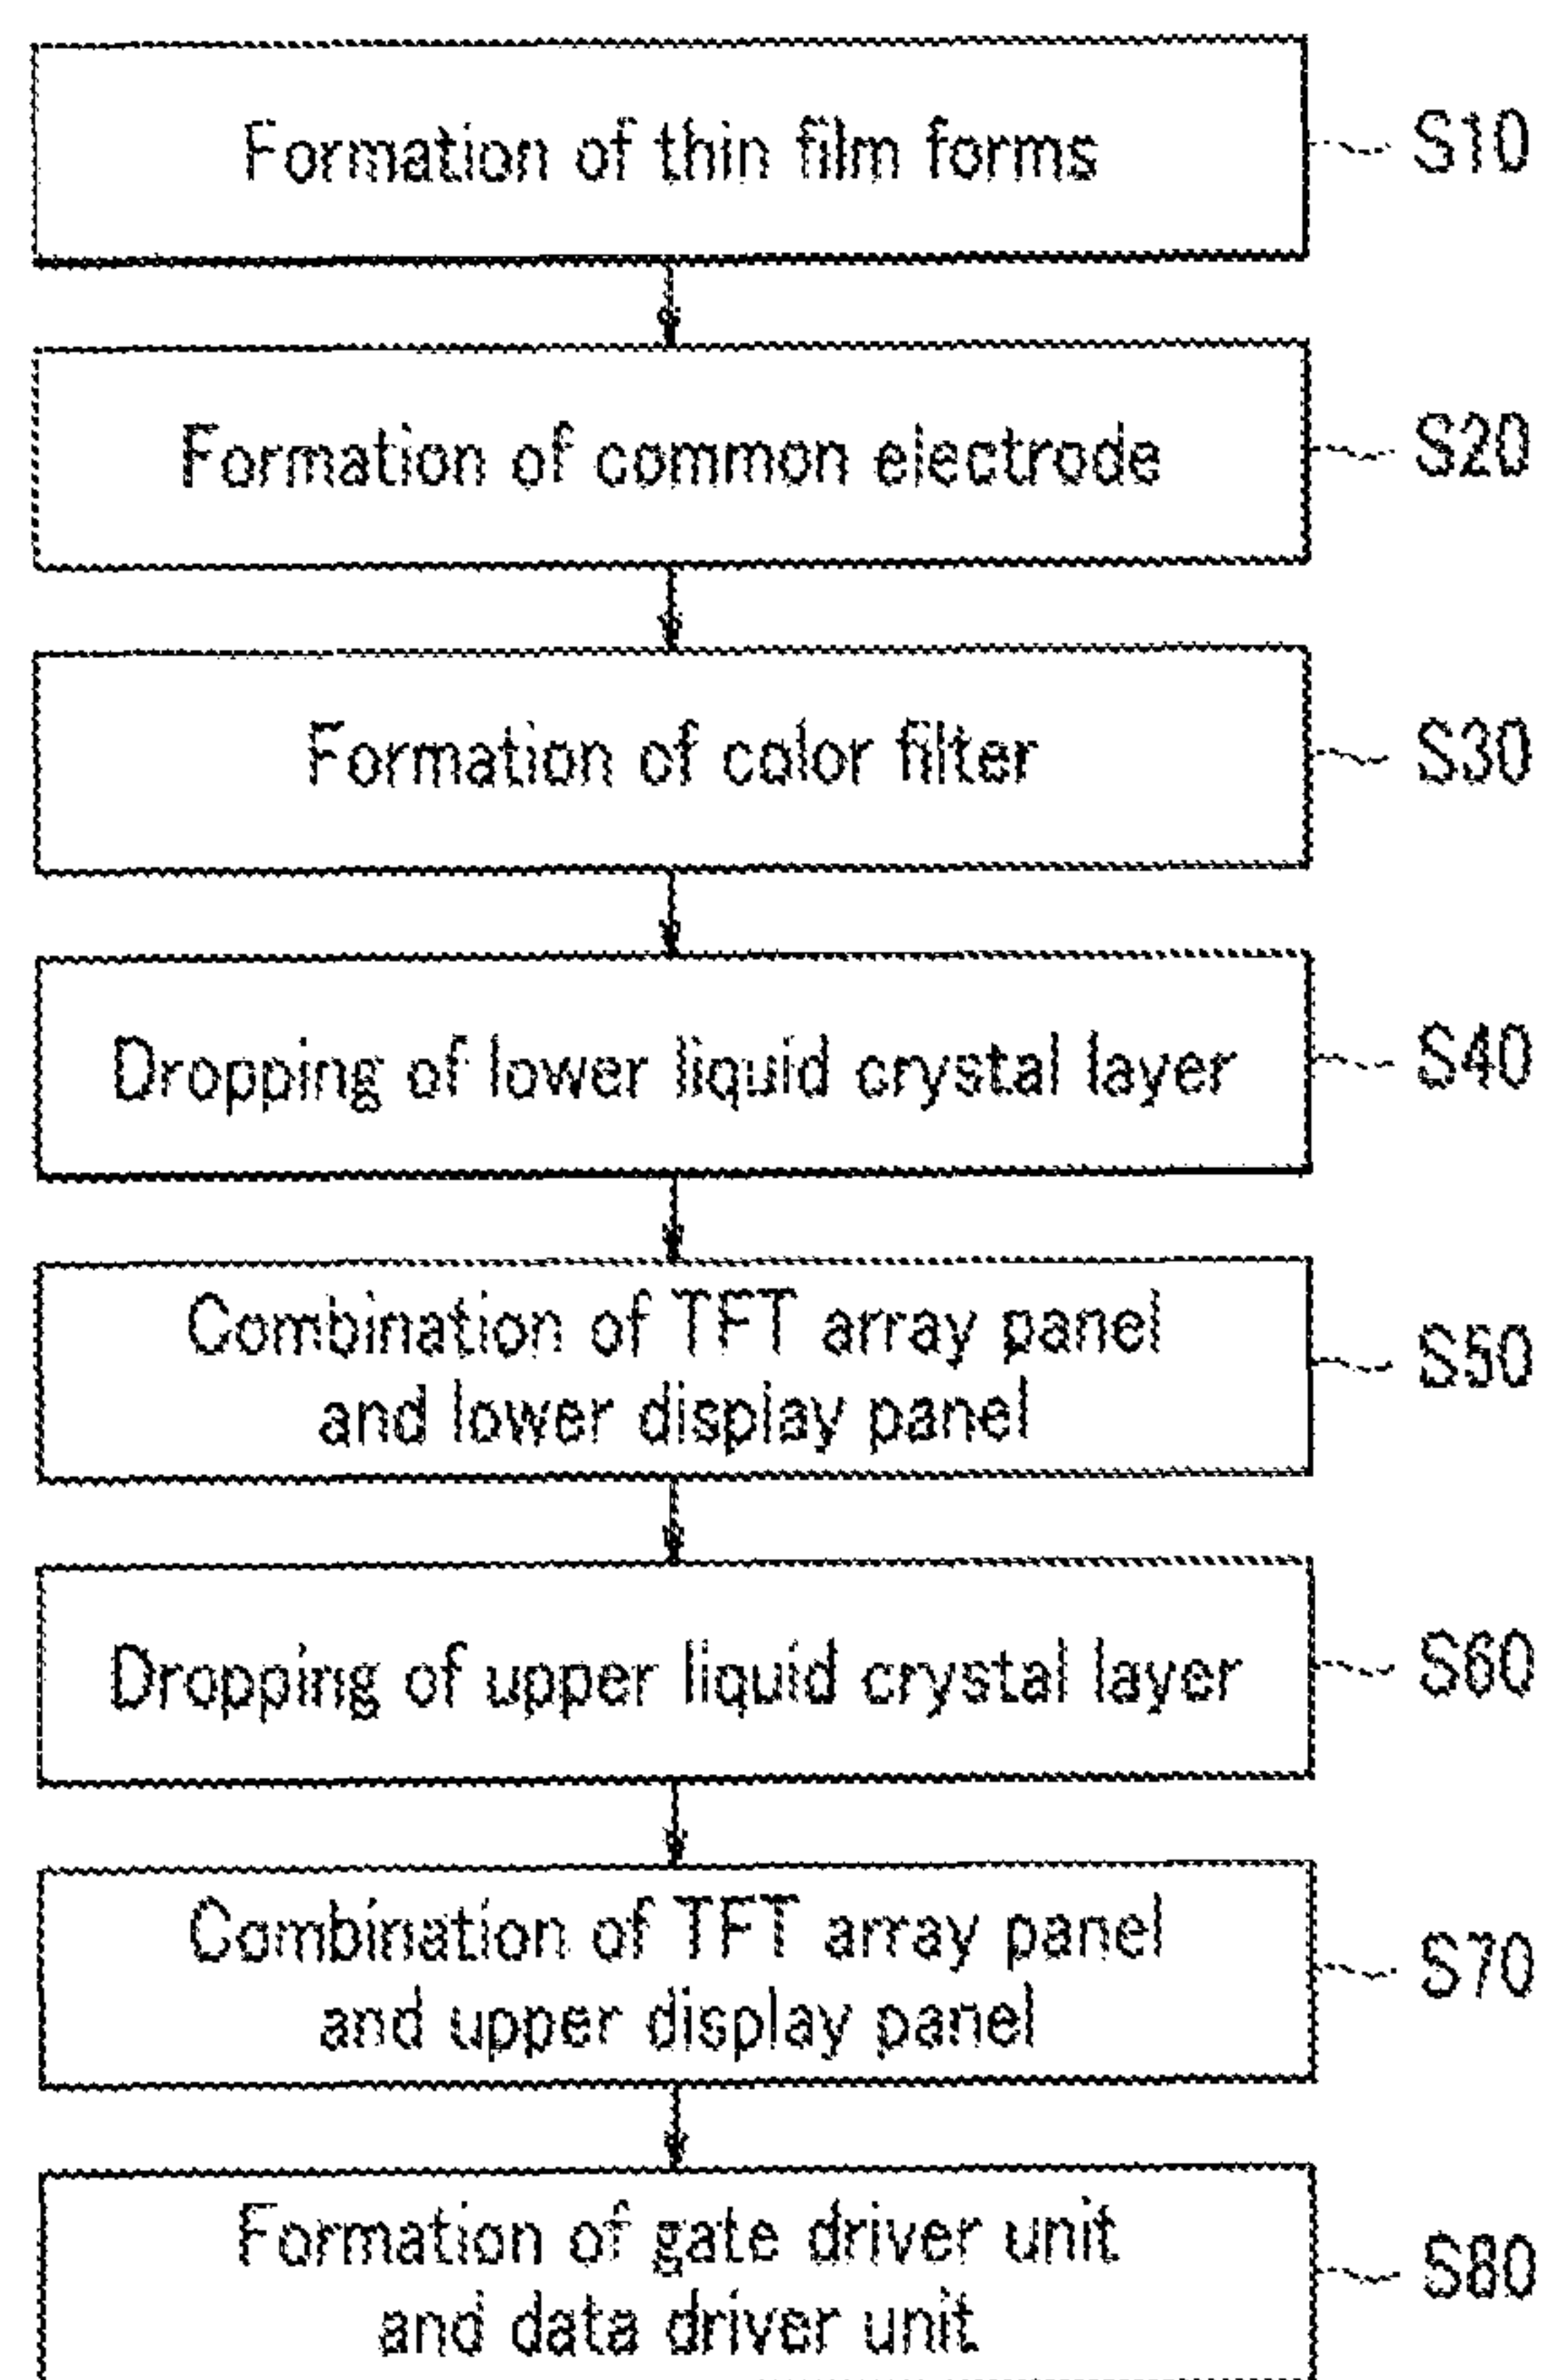 Formation of thin film forms
S10
Formation of common electrode
S20
Formation of color filter
S30
Dropping of lower liquid crystal layer
S40
Combination of TFT array panel
and lower display panel
S50
Dropping of upper liquid crystal layer
S60
Combination of TFT array panel
and upper display panel
S70
Formation of gate driver unit
and data driver unit
S80